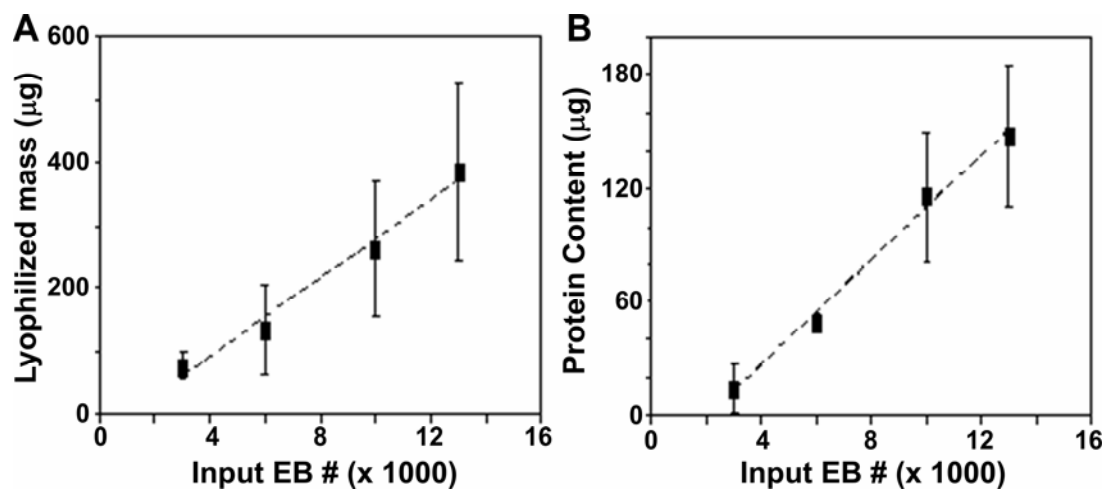 A
B
Lyophilized mass (μg)
600
400
200
0
0 4 8 12 16
Input EB # (x 1000)
Protein Content (μg)
180
120
60
0
0 4 8 12 16
Input EB # (x 1000)